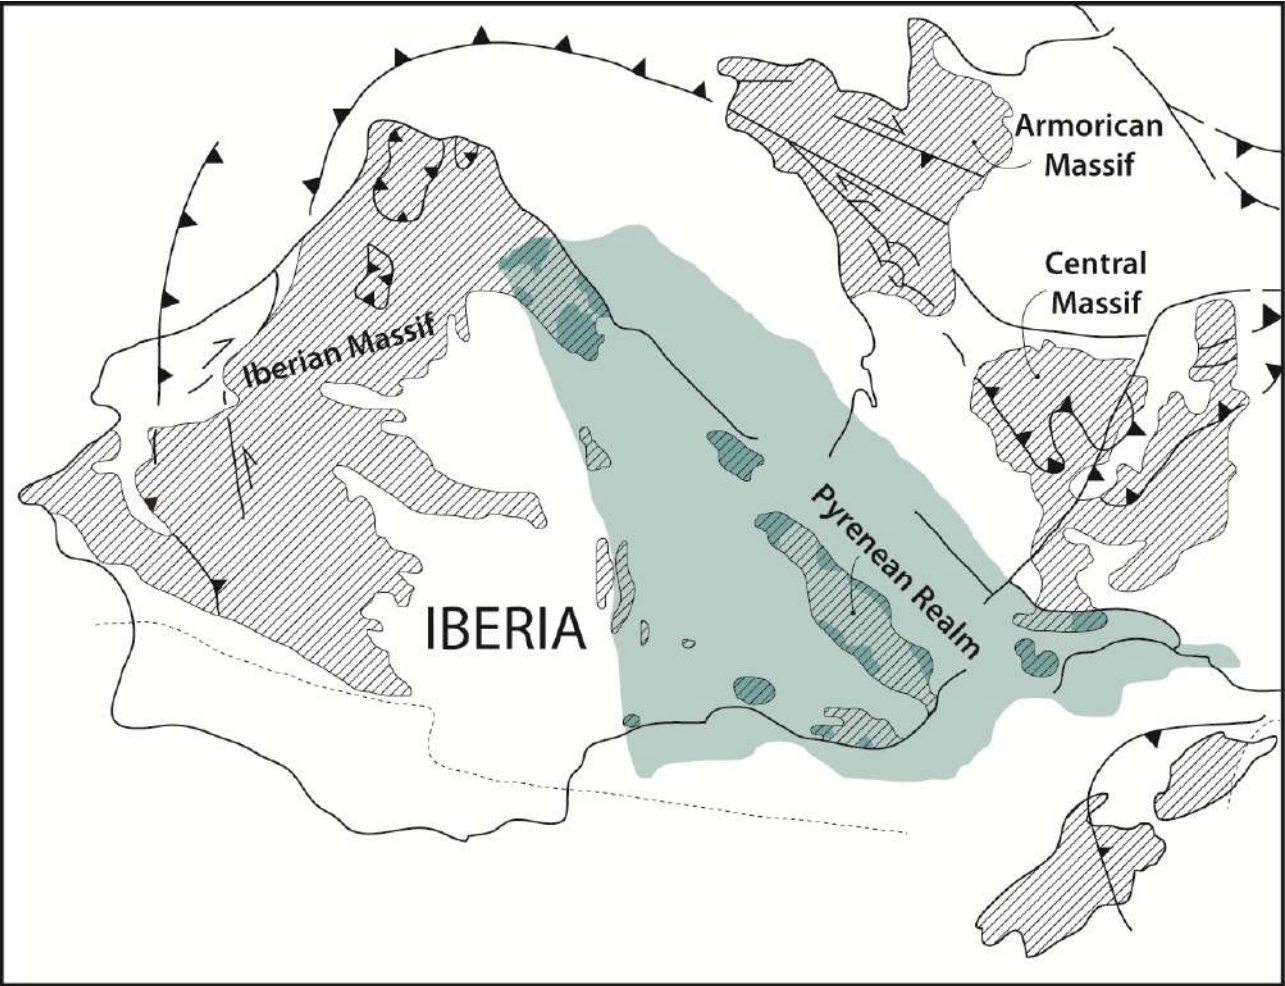 Armorican
Massif
Central
Massif
Iberian Massif
Pyrenean Realm
IBERIA